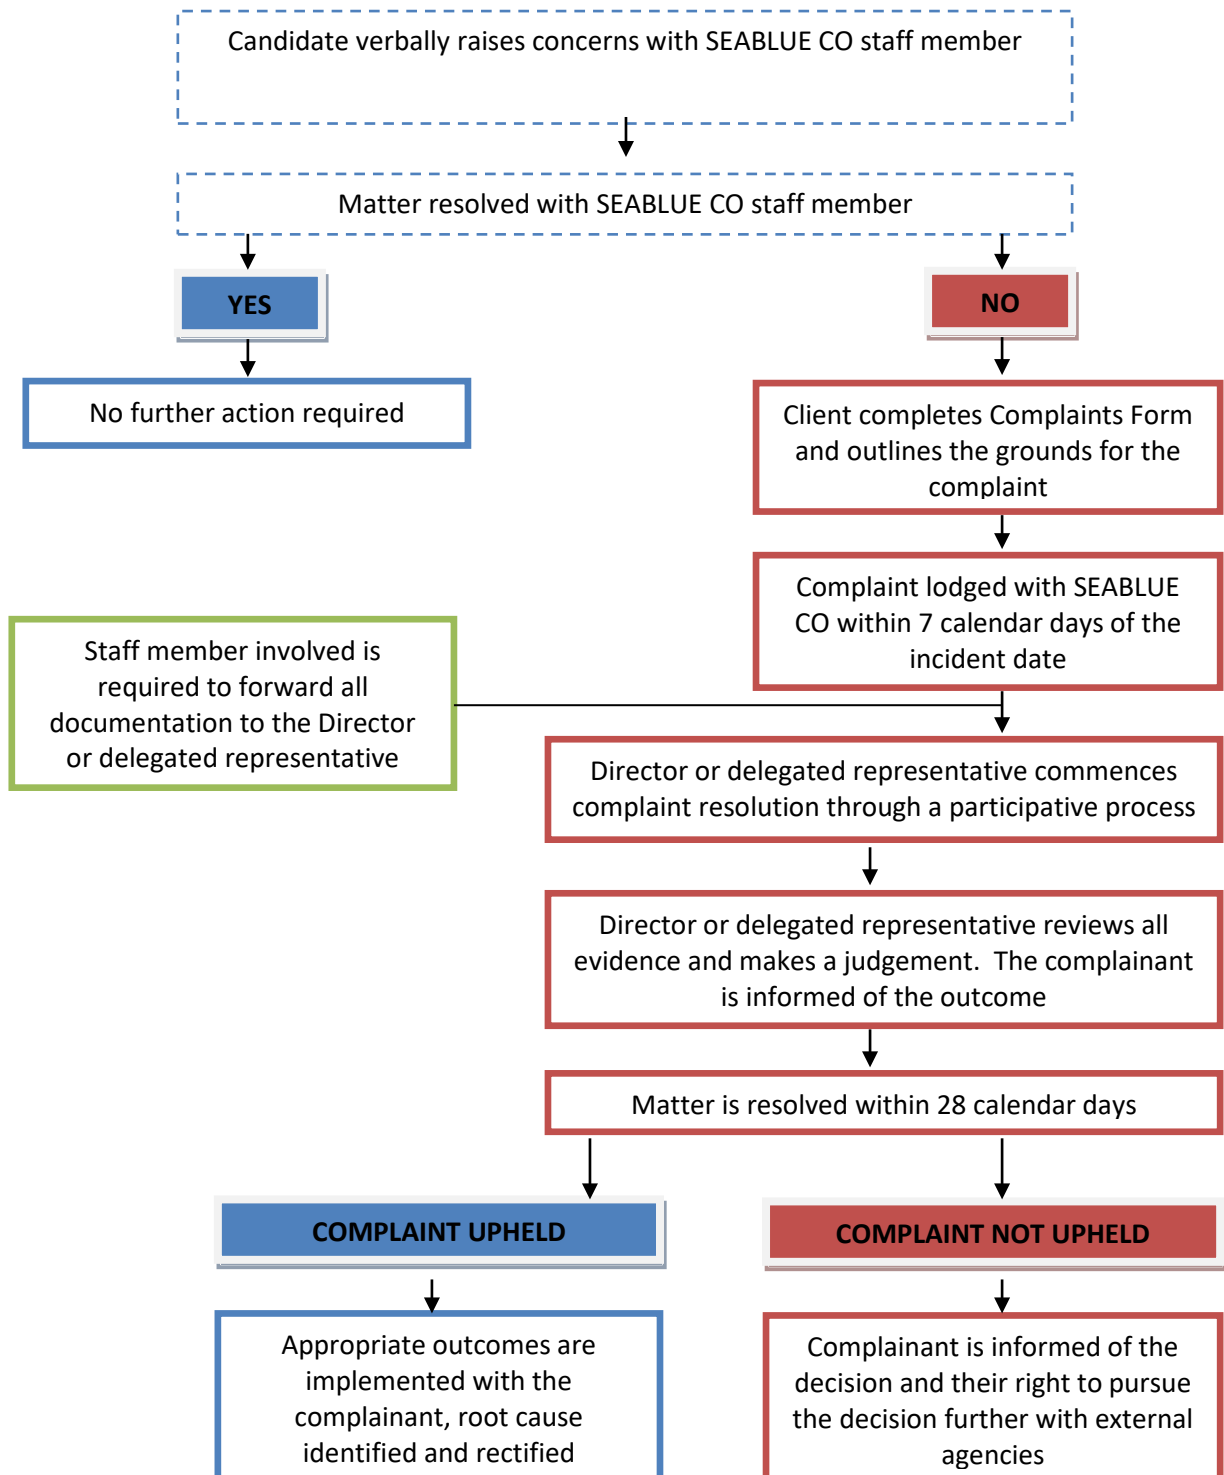 Candidate verbally raises concerns with SEABLUE CO staff member
Matter resolved with SEABLUE CO staff member
YES
NO
No further action required
Client completes Complaints Form
and outlines the grounds for the
complaint
Complaint lodged with SEABLUE
CO within 7 calendar days of the
incident date
Staff member involved is
required to forward all
documentation to the Director
or delegated representative
Director or delegated representative commences
complaint resolution through a participative process
Director or delegated representative reviews all
evidence and makes a judgement.  The complainant
is informed of the outcome
Matter is resolved within 28 calendar days
COMPLAINT UPHELD
COMPLAINT NOT UPHELD
Appropriate outcomes are
implemented with the
complainant, root cause
identified and rectified
Complainant is informed of the
decision and their right to pursue
the decision further with external
agencies